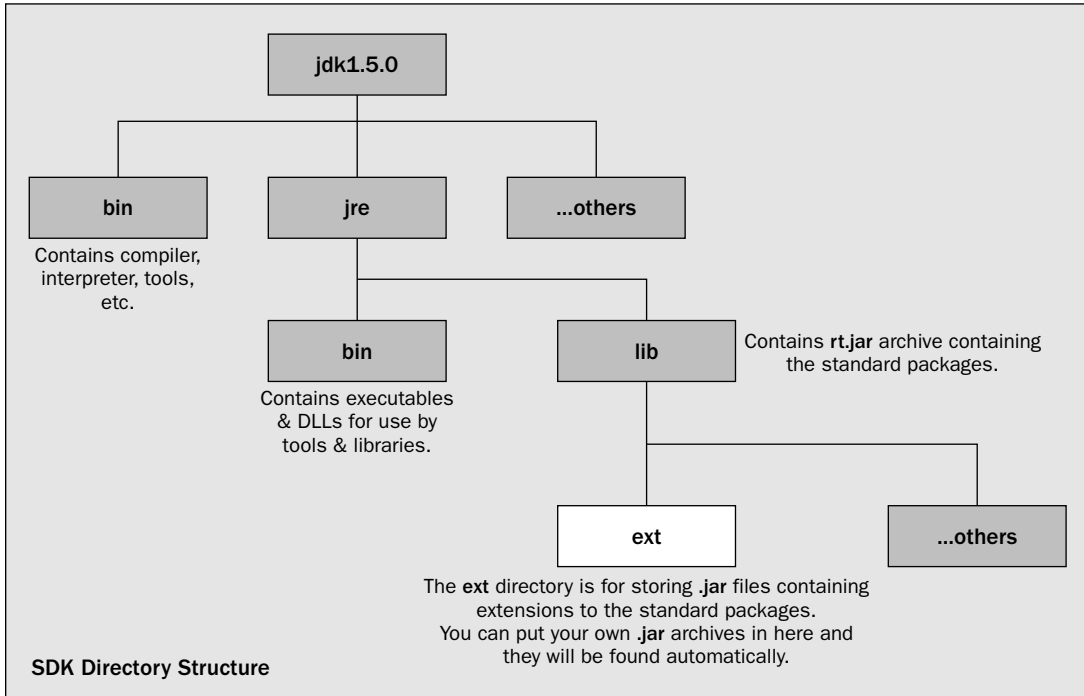 jdk1.5.0
bin
jre
...others
Contains compiler,
interpreter, tools,
etc.
bin
lib
Contains rt.jar archive containing
the standard packages.
Contains executables
& DLLs for use by
tools & libraries.
ext
...others
The ext directory is for storing .jar files containing
extensions to the standard packages.
You can put your own .jar archives in here and
they will be found automatically.
SDK Directory Structure